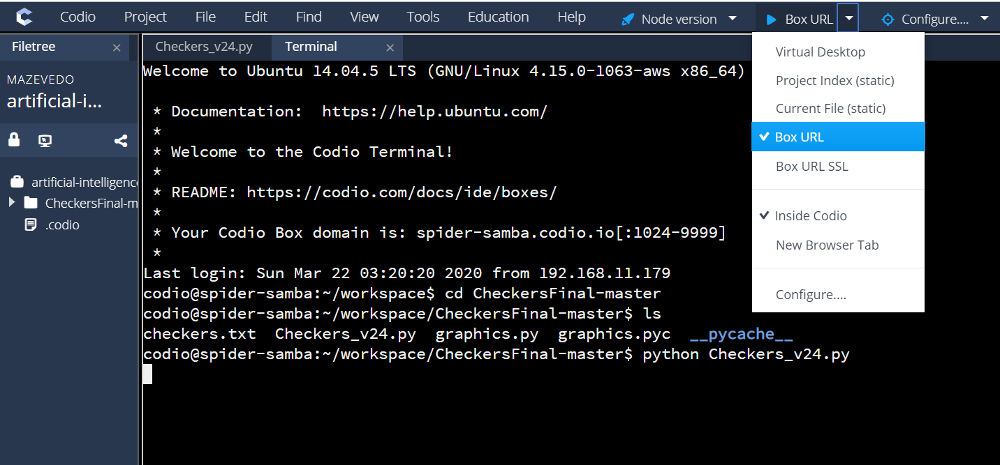 Codio Project File Edit Find View Tools Education Help Node version Box URL Configure....
Filetree
Checkers_v24.py Terminal
MAZEVEDO
artificial-i...
artificial-intelligenc
CheckersFinal-m
.codio
Welcome to Ubuntu 14.04.5 LTS (GNU/Linux 4.15.0-1063-aws x86_64)
* Documentation: https://help.ubuntu.com/
*
* Welcome to the Codio Terminal!
*
* README: https://codio.com/docs/ide/boxes/
*
* Your Codio Box domain is: spider-samba.codio.io[:1024-9999]
*
Last login: Sun Mar 22 03:20:20 2020 from 192.168.11.179
codio@spider-samba:~/workspace$ cd CheckersFinal-master
codio@spider-samba:~/workspace/CheckersFinal-master$ ls
checkers.txt Checkers_v24.py graphics.py graphics.pyc __pycache__
codio@spider-samba:~/workspace/CheckersFinal-master$ python Checkers_v24.py
Virtual Desktop
Project Index (static)
Current File (static)
Box URL
Box URL SSL
Inside Codio
New Browser Tab
Configure....